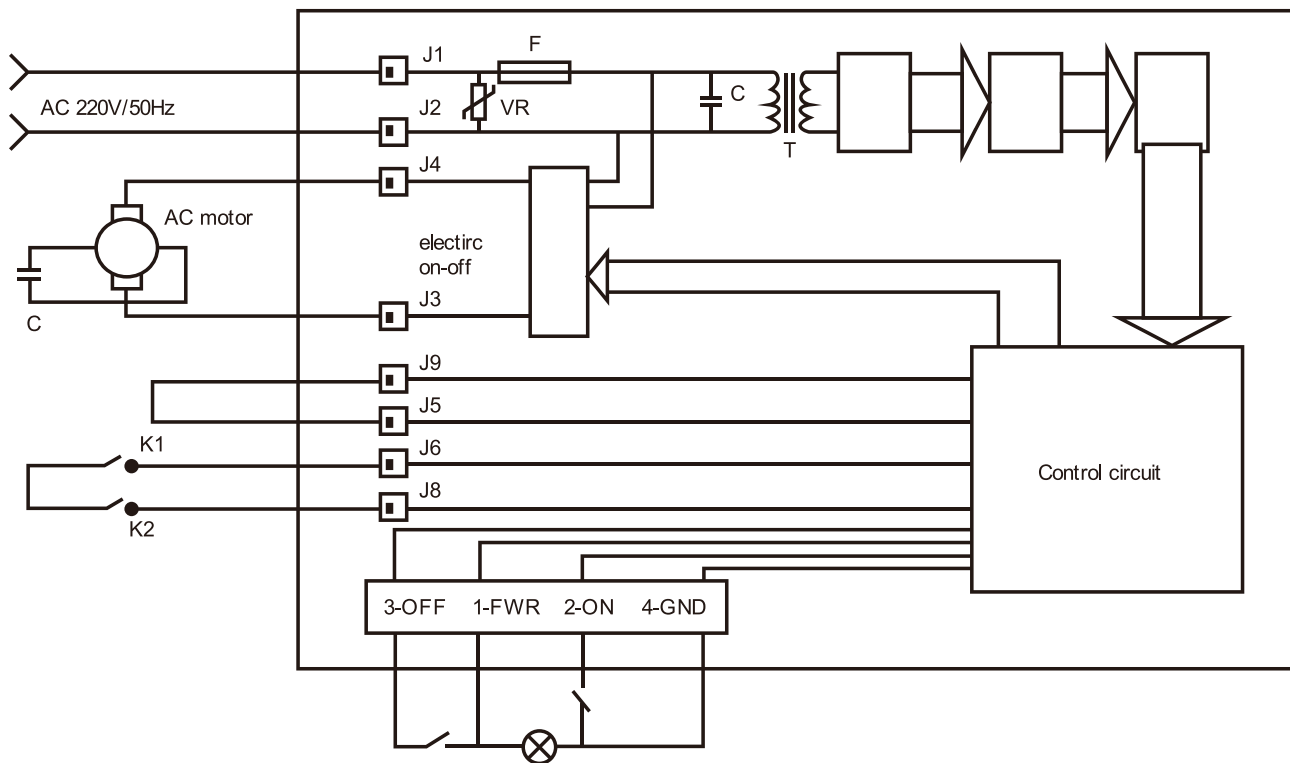 J1
F
AC 220V/50Hz
J2
VR
C
T
J4
AC motor
electirc
on-off
J3
C
J9
J5
K1
J6
J8
K2
Control circuit
3-OFF 1-FWR 2-ON 4-GND